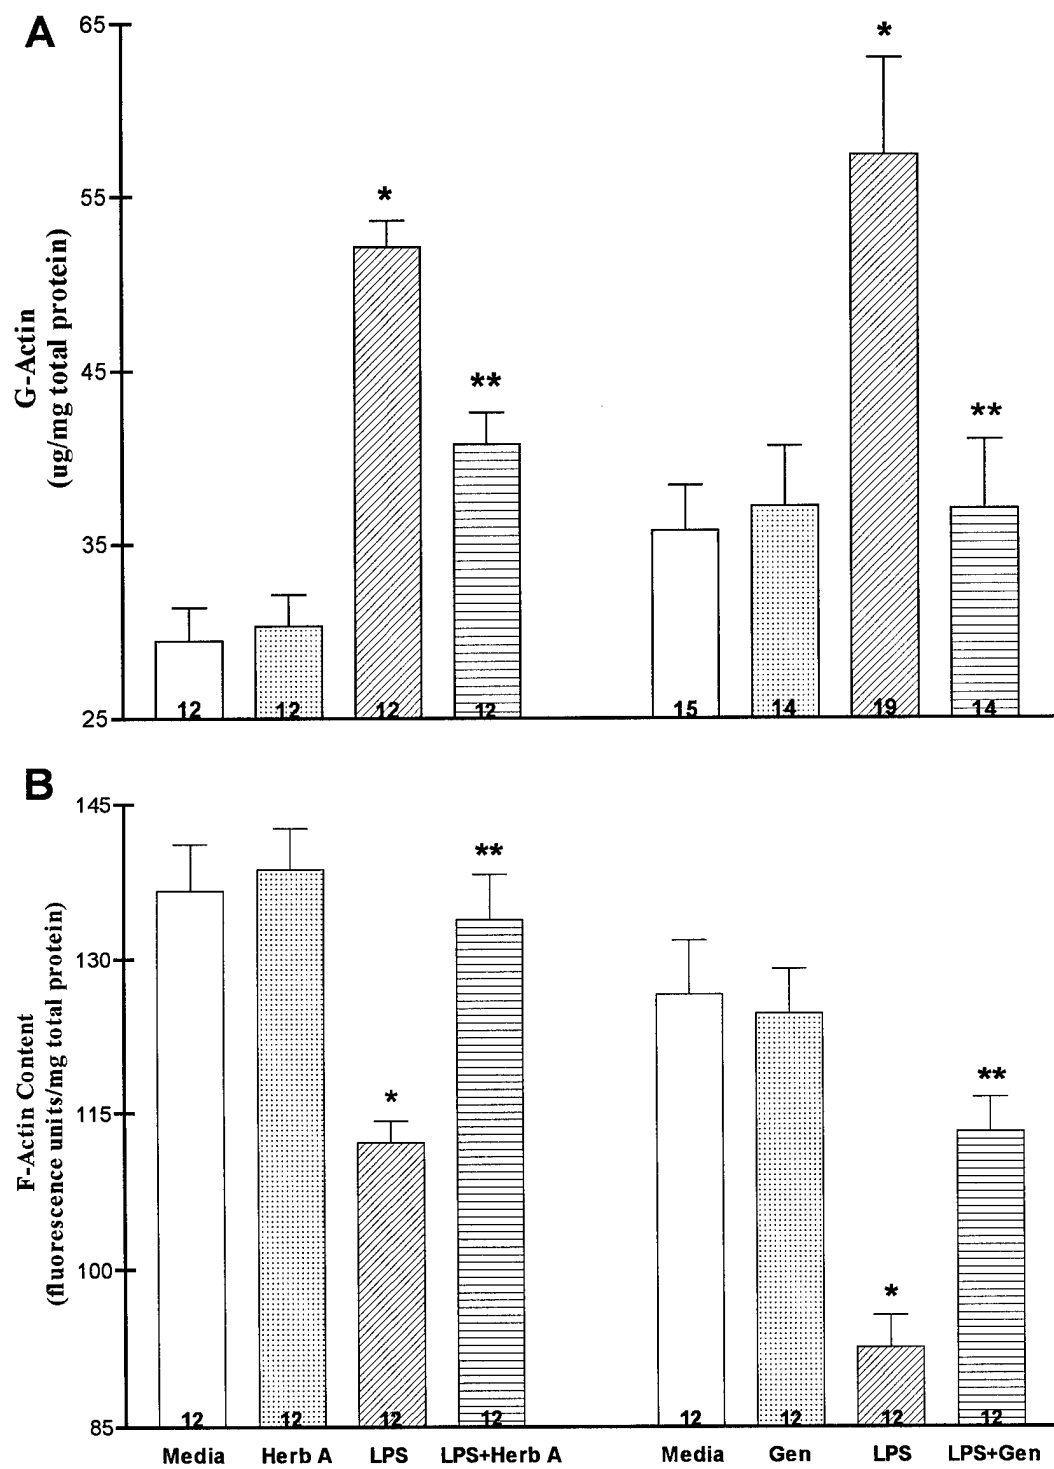 A
65
55
45
35
25
G-Actin
(ug/mg total protein)
*
**
*
**
12 12 12 12 15 14 19 14
B
145
130
115
100
85
F-Actin Content
(fluorescence units/mg total protein)
*
**
*
**
12 12 12 12 12 12 12 12
Media Herb A LPS LPS+Herb A Media Gen LPS LPS+Gen